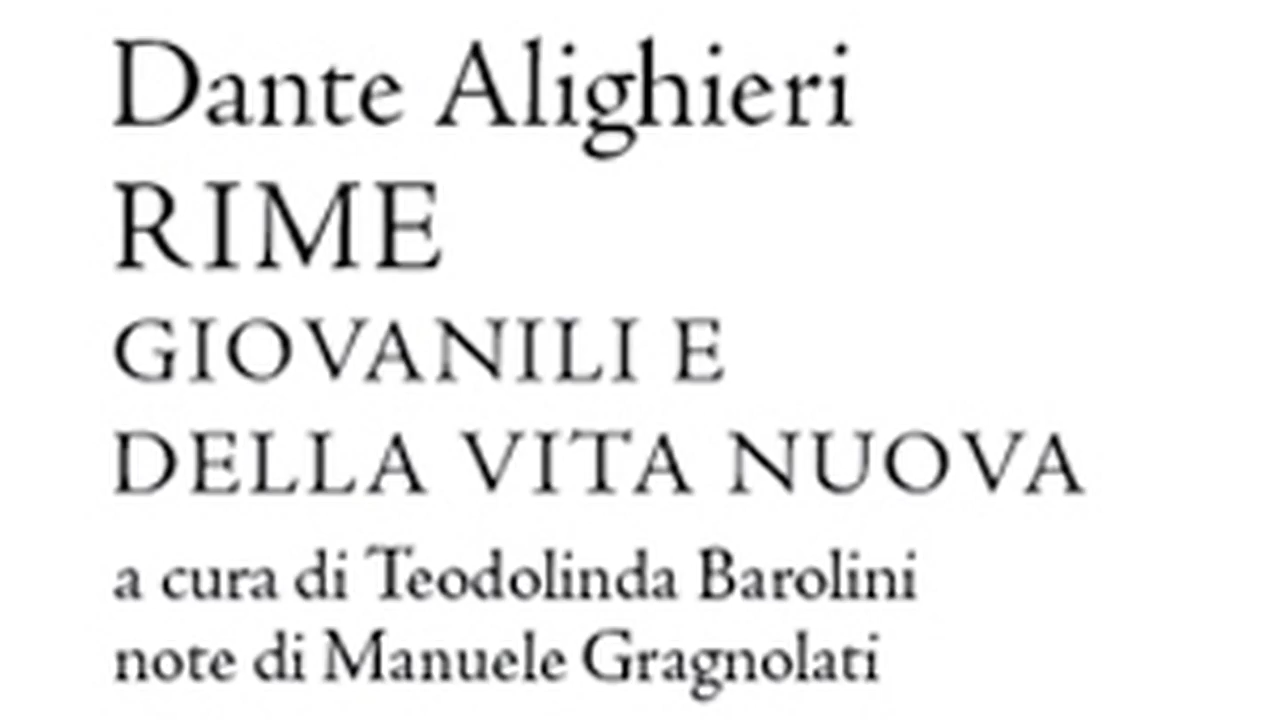 Dante Alighieri
RIME
GIOVANILI E
DELLA VITA NUOVA
a cura di Teodolinda Barolini
note di Manuele Gragnolati